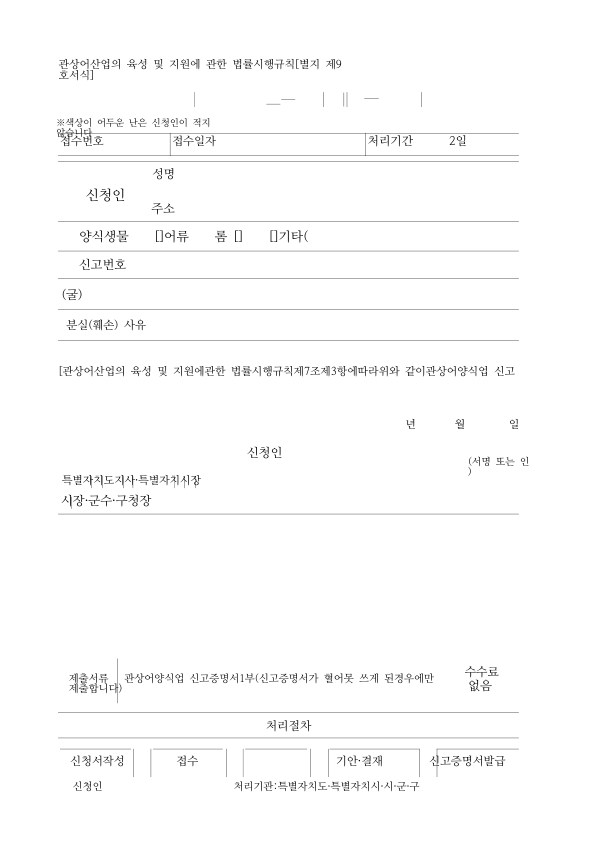 관상어산업의 육성 및 지원에 관한 법률시행규칙[별지 제9
호서식]
※색상이 어두운 난은 신청인이 적지
않습니다
접수번호 접수일자 처리기간 2일
성명
신청인
주소
양식생물 []어류 롬 [] []기타(
신고번호
(굴)
분실(훼손) 사유
[관상어산업의 육성 및 지원에관한 법률시행규칙제7조제3항에따라위와 같이관상어양식업 신고
년 월 일
신청인
(서명 또는 인
)
특별자치도지사·특별자치시장
시장·군수·구청장
제출서류 관상어양식업 신고증명서1부(신고증명서가 헐어못 쓰게 된경우에만
제출합니다)
수수료
없음
처리절차
신청서작성 접수 기안·결재 신고증명서발급
신청인 처리기관:특별자치도·특별자치시·시·군·구